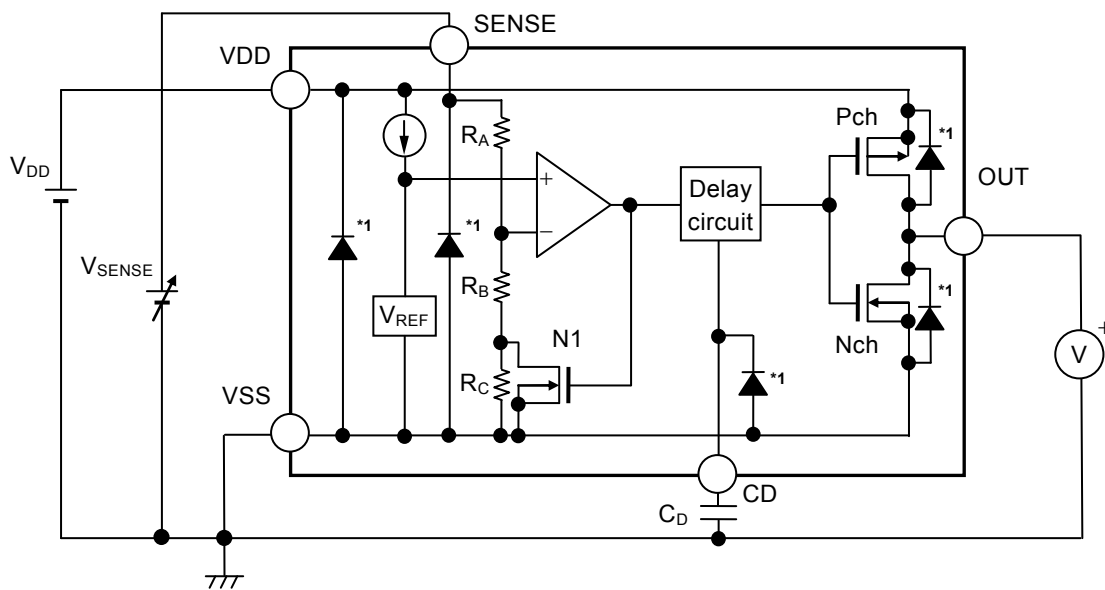 SENSE
VDD
Pch
*1
RA
OUT
VDD
+
Delay
circuit
*1
*1
−
VSENSE
RB
*1
VREF
N1
+
Nch
V
RC
*1
VSS
CD
CD